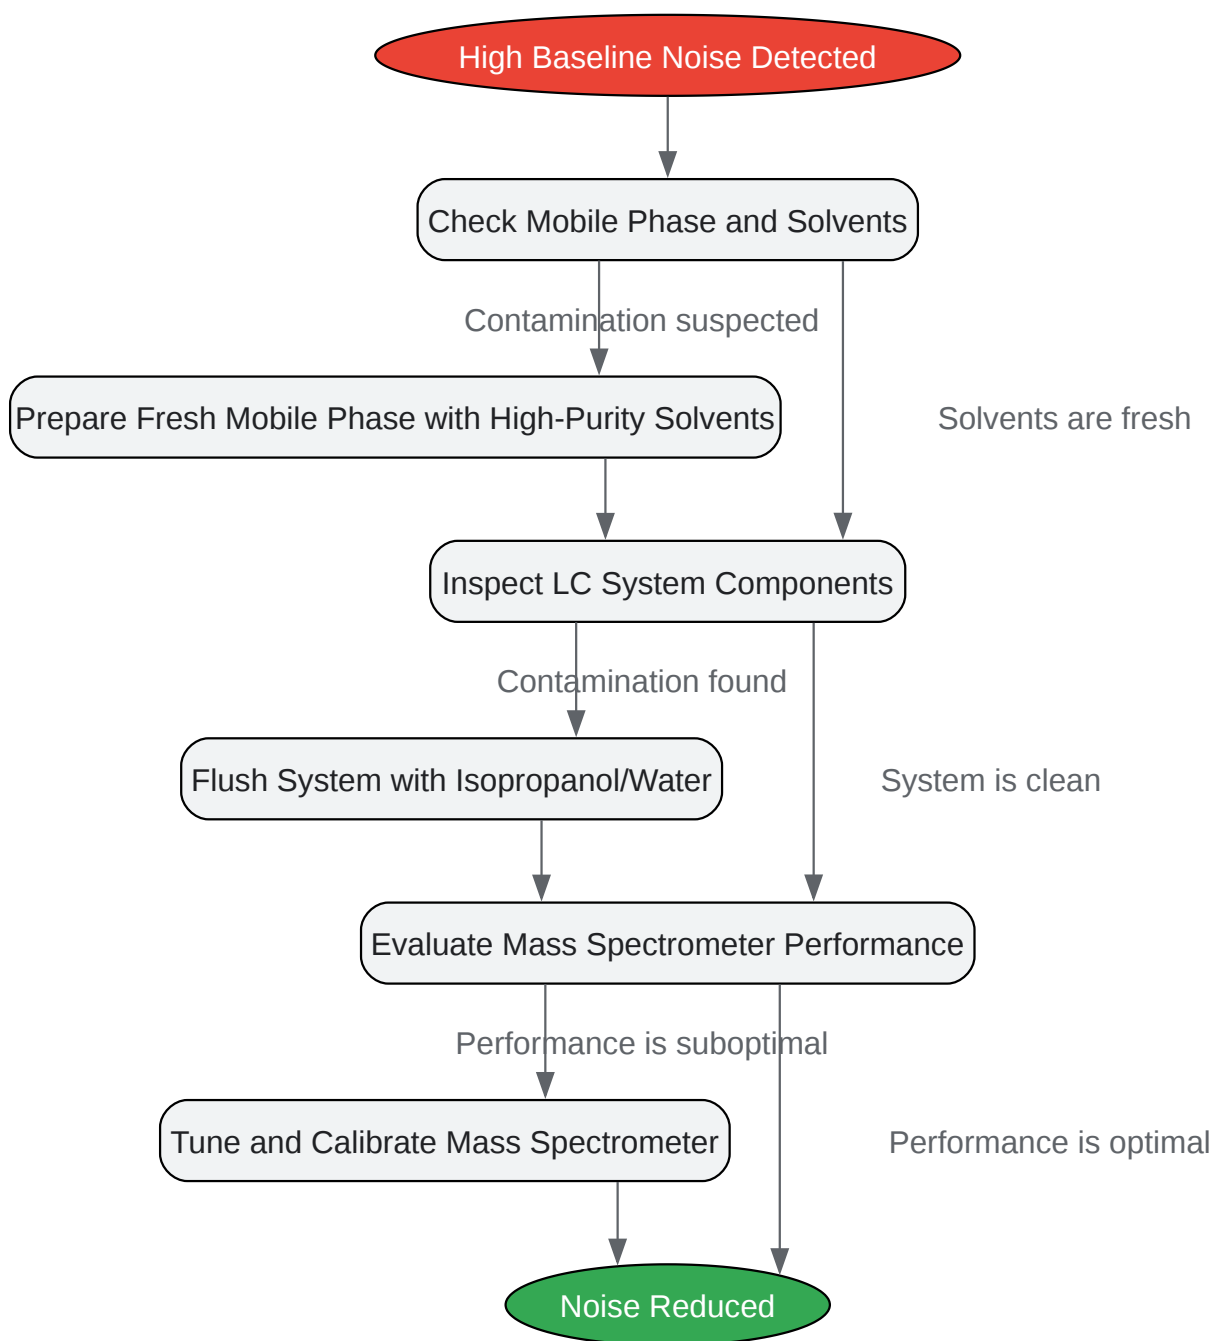 High Baseline Noise Detected
Check Mobile Phase and Solvents
Contamination suspected
Prepare Fresh Mobile Phase with High-Purity Solvents
Solvents are fresh
Inspect LC System Components
Contamination found
Flush System with Isopropanol/Water
System is clean
Evaluate Mass Spectrometer Performance
Performance is suboptimal
Tune and Calibrate Mass Spectrometer
Performance is optimal
Noise Reduced